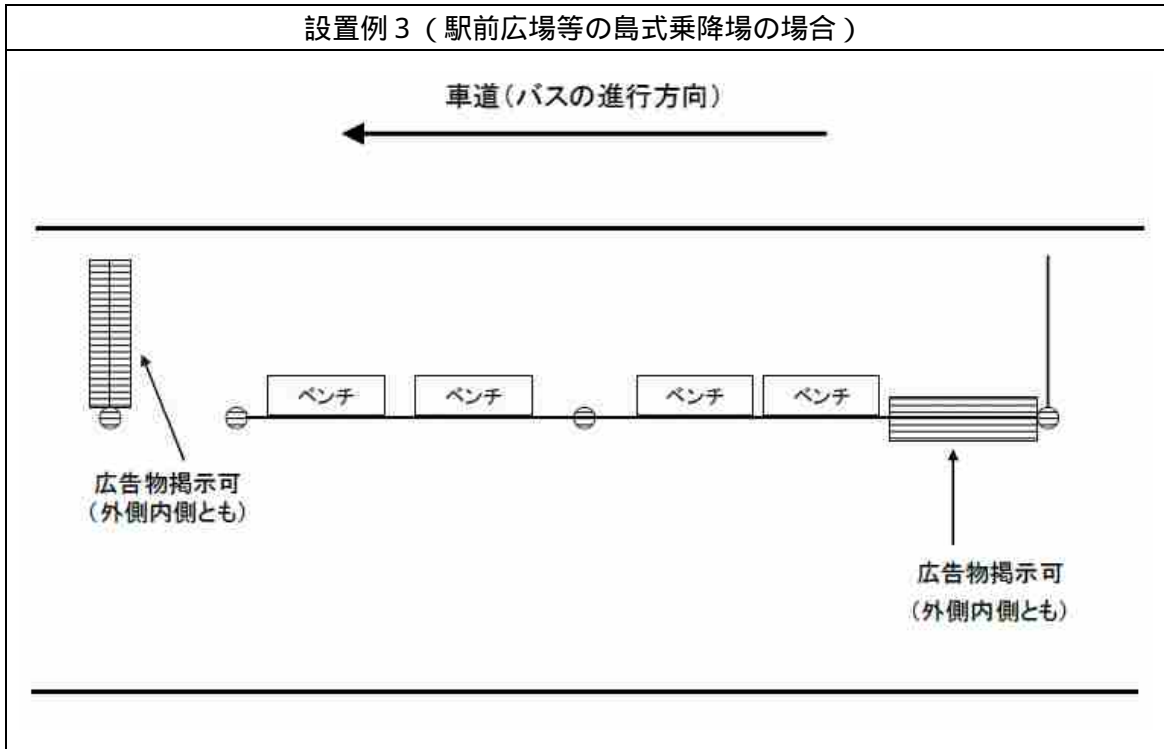 設置例３（駅前広場等の島式乗降場の場合）
車道（バスの進行方向）
ベンチ
ベンチ
ベンチ
ベンチ
広告物掲示可
（外側内側とも）
広告物掲示可
（外側内側とも）